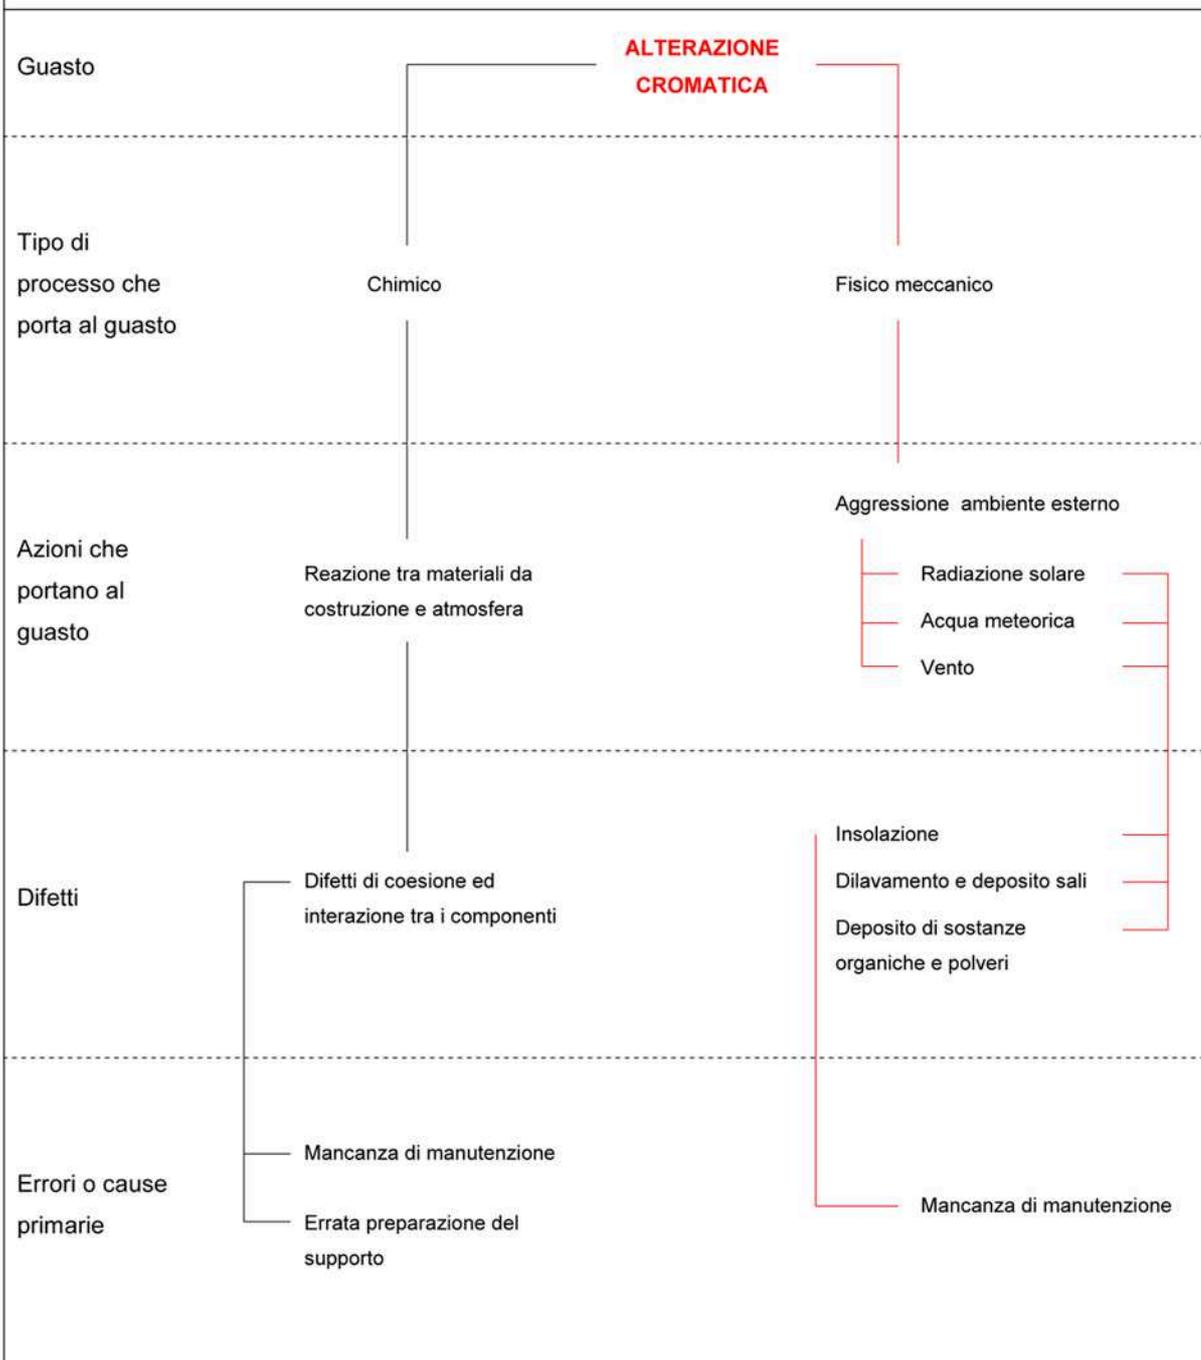 Guasto
ALTERAZIONE
CROMATICA
Tipo di
processo che
porta al guasto
Chimico
Fisico meccanico
Azioni che
portano al
guasto
Reazione tra materiali da
costruzione e atmosfera
Aggressione ambiente esterno
Radiazione solare
Acqua meteorica
Vento
Difetti
Difetti di coesione ed
interazione tra i componenti
Insolazione
Dilavamento e deposito sali
Deposito di sostanze
organiche e polveri
Errori o cause
primarie
Mancanza di manutenzione
Errata preparazione del
supporto
Mancanza di manutenzione